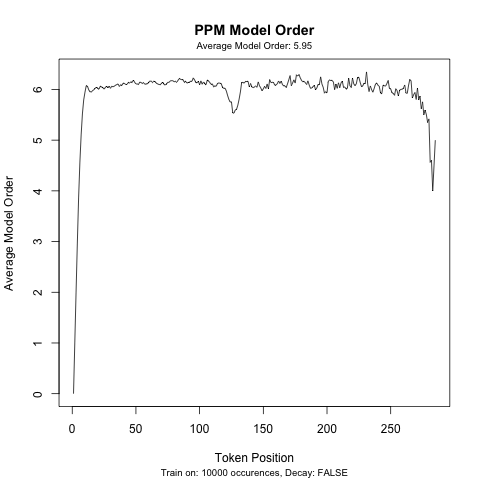 PPM Model Order
Average Model Order: 5.95
Average Model Order
6
5
4
3
2
1
0
0 50 100 150 200 250
Token Position
Train on: 10000 occurences, Decay: FALSE